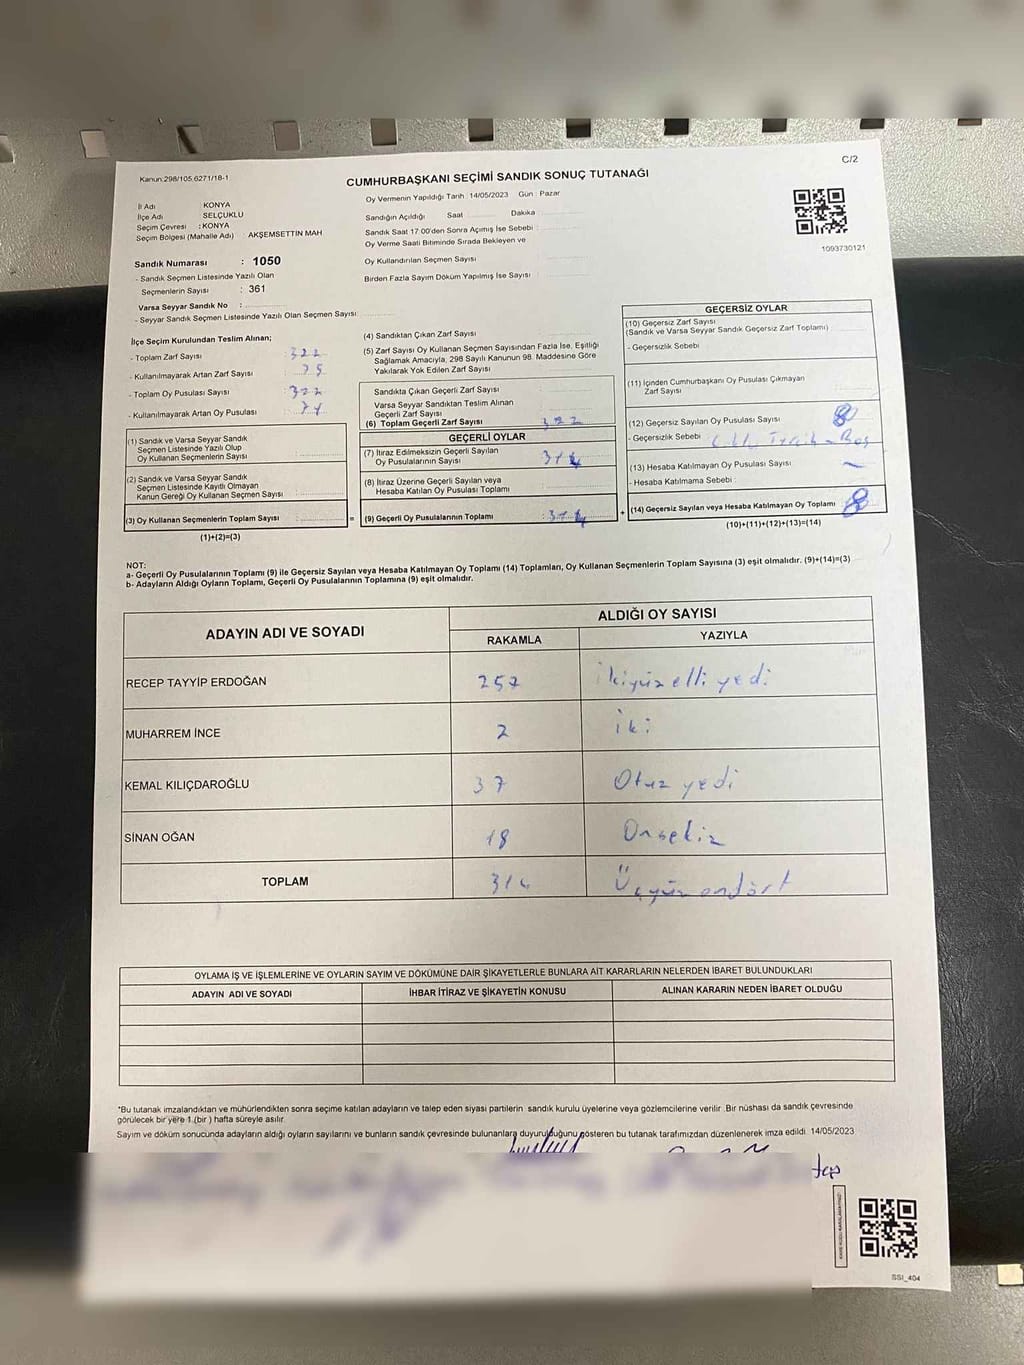 C/2
Kanun:298/105.6271/18-1
CUMHURBAŞKANI SEÇİMİ SANDIK SONUÇ TUTANAĞI
İl Adı : KONYA
İlçe Adı : SELÇUKLU
Seçim Çevresi : KONYA
Seçim Bölgesi (Mahalle Adı) : AKŞEMSETTIN MAH
Oy Vermenin Yapıldığı Tarih :14/05/2023 Gün : Pazar
Sandığın Açıldığı Saat Dakika
Sandık Saat 17:00'den Sonra Açımış İse Sebebi
Oy Verme Saati Bitiminde Sırada Bekleyen ve
Oy Kullandırılan Seçmen Sayısı
Birden Fazla Sayım Döküm Yapılmış İse Sayısı
1093730121
Sandık Numarası : 1050
- Sandık Seçmen Listesinde Yazılı Olan
Seçmenlerin Sayısı : 361
Varsa Seyyar Sandık No :
- Seyyar Sandık Seçmen Listesinde Yazılı Olan Seçmen Sayısı:
İlçe Seçim Kurulundan Teslim Alınan;
- Toplam Zarf Sayısı : 322
- Kullanılmayarak Artan Zarf Sayısı :
- Toplam Oy Pusulası Sayısı : 322
- Kullanılmayarak Artan Oy Pusulası :
(1) Sandık ve Varsa Seyyar Sandık
Seçmen Listesinde Yazılı Olup
Oy Kullanan Seçmenlerin Sayısı
(2) Sandık ve Varsa Seyyar Sandık
Seçmen Listesinde Kayıtlı Olmayan
Kanun Gereği Oy Kullanan Seçmen Sayısı
(3) Oy Kullanan Seçmenlerin Toplam Sayısı :
(1)+(2)=(3)
=
(4) Sandıktan Çıkan Zarf Sayısı
(5) Zarf Sayısı Oy Kullanan Seçmen Sayısından Fazla İse, Eşitliği
Sağlamak Amacıyla, 298 Sayılı Kanunun 98. Maddesine Göre
Yakılarak Yok Edilen Zarf Sayısı
Sandıkta Çıkan Geçerli Zarf Sayısı
Varsa Seyyar Sandıktan Teslim Alınan
Geçerli Zarf Sayısı
(6) Toplam Geçerli Zarf Sayısı : 322
GEÇERLİ OYLAR
(7) İtiraz Edilmeksizin Geçerli Sayılan
Oy Pusulalarının Sayısı 314
(8) İtiraz Üzerine Geçerli Sayılan veya
Hesaba Katılan Oy Pusulası Toplamı
(9) Geçerli Oy Pusulalarının Toplamı : 314
+
GEÇERSİZ OYLAR
(10) Geçersiz Zarf Sayısı
(Sandık ve Varsa Seyyar Sandık Geçersiz Zarf Toplamı)
- Geçersizlik Sebebi
(11) İçinden Cumhurbaşkanı Oy Pusulası Çıkmayan
Zarf Sayısı
(12) Geçersiz Sayılan Oy Pusulası Sayısı 8
- Geçersizlik Sebebi : Boş
(13) Hesaba Katılmayan Oy Pusulası Sayısı —
- Hesaba Katılmama Sebebi :
(14) Geçersiz Sayılan veya Hesaba Katılmayan Oy Toplamı 8
(10)+(11)+(12)+(13)=(14)
NOT:
a- Geçerli Oy Pusulalarının Toplamı (9) ile Geçersiz Sayılan veya Hesaba Katılmayan Oy Toplamı (14) Toplamları, Oy Kullanan Seçmenlerin Toplam Sayısına (3) eşit olmalıdır. (9)+(14)=(3)
b- Adayların Aldığı Oyların Toplamı, Geçerli Oy Pusulalarının Toplamına (9) eşit olmalıdır.
ADAYIN ADI VE SOYADI
ALDIĞI OY SAYISI
RAKAMLA YAZIYLA
RECEP TAYYİP ERDOĞAN 257 ikiyüz elli yedi
MUHARREM İNCE 2 iki
KEMAL KILIÇDAROĞLU 37 Otuz yedi
SİNAN OĞAN 18 Onsekiz
TOPLAM 314 Üçyüz ondört
OYLAMA İŞ VE İŞLEMLERİNE VE OYLARIN SAYIM VE DÖKÜMÜNE DAİR ŞİKAYETLERLE BUNLARA AİT KARARLARIN NELERDEN İBARET BULUNDUKLARI
ADAYIN ADI VE SOYADI İHBAR İTİRAZ VE ŞİKAYETİN KONUSU ALINAN KARARIN NEDEN İBARET OLDUĞU
*Bu tutanak imzalandıktan ve mühürlendikten sonra seçime katılan adayların ve talep eden siyasi partilerin sandık kurulu üyelerine veya gözlemcilerine verilir .Bir nüshası da sandık çevresinde
görülecek bir yere 1 (bir ) hafta süreyle asılır.
Sayım ve döküm sonucunda adayların aldığı oyların sayılarını ve bunların sandık çevresinde bulunanlara duyurulduğunu gösteren bu tutanak tarafımızdan düzenlenerek imza edildi. 14/05/2023
SSI_404